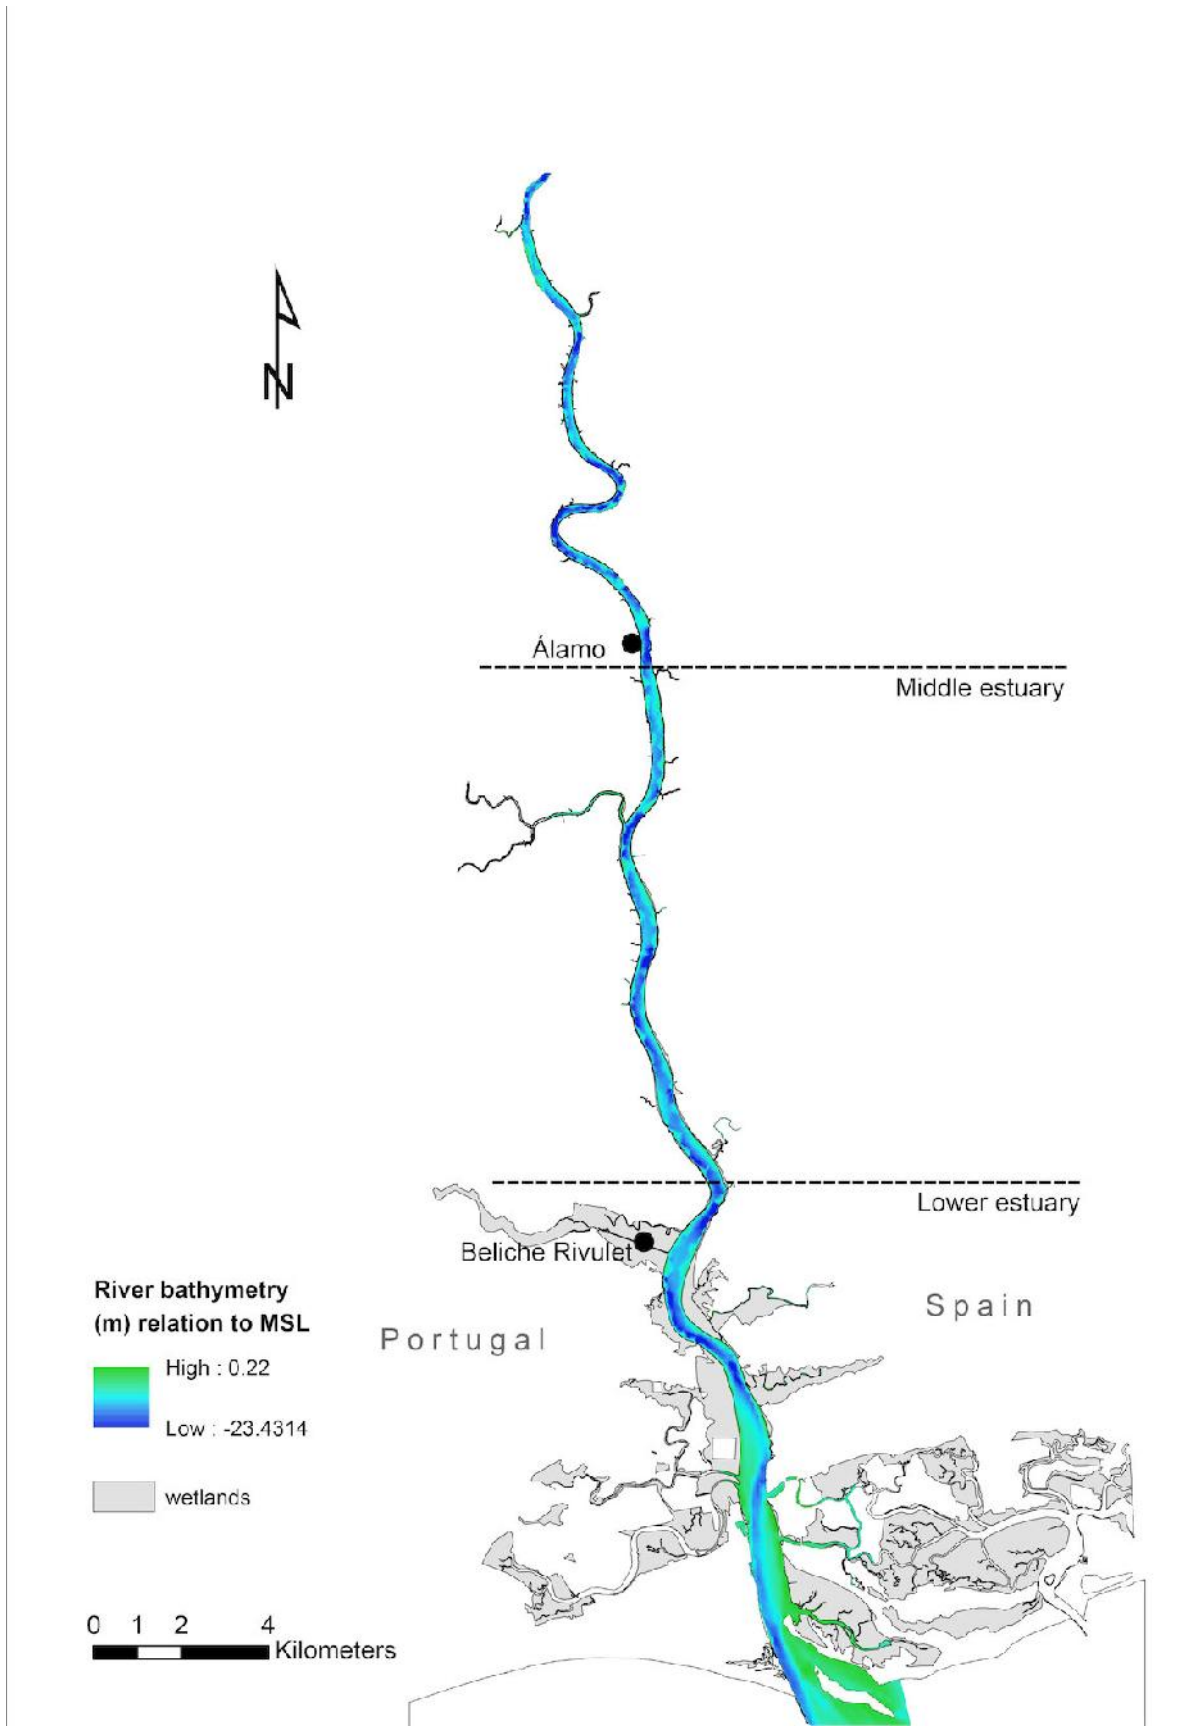 N
Álamo
Middle estuary
Lower estuary
Beliche Rivulet
River bathymetry
(m) relation to MSL
Spain
Portugal
High : 0.22
Low : -23.4314
wetlands
0 1 2 4
Kilometers